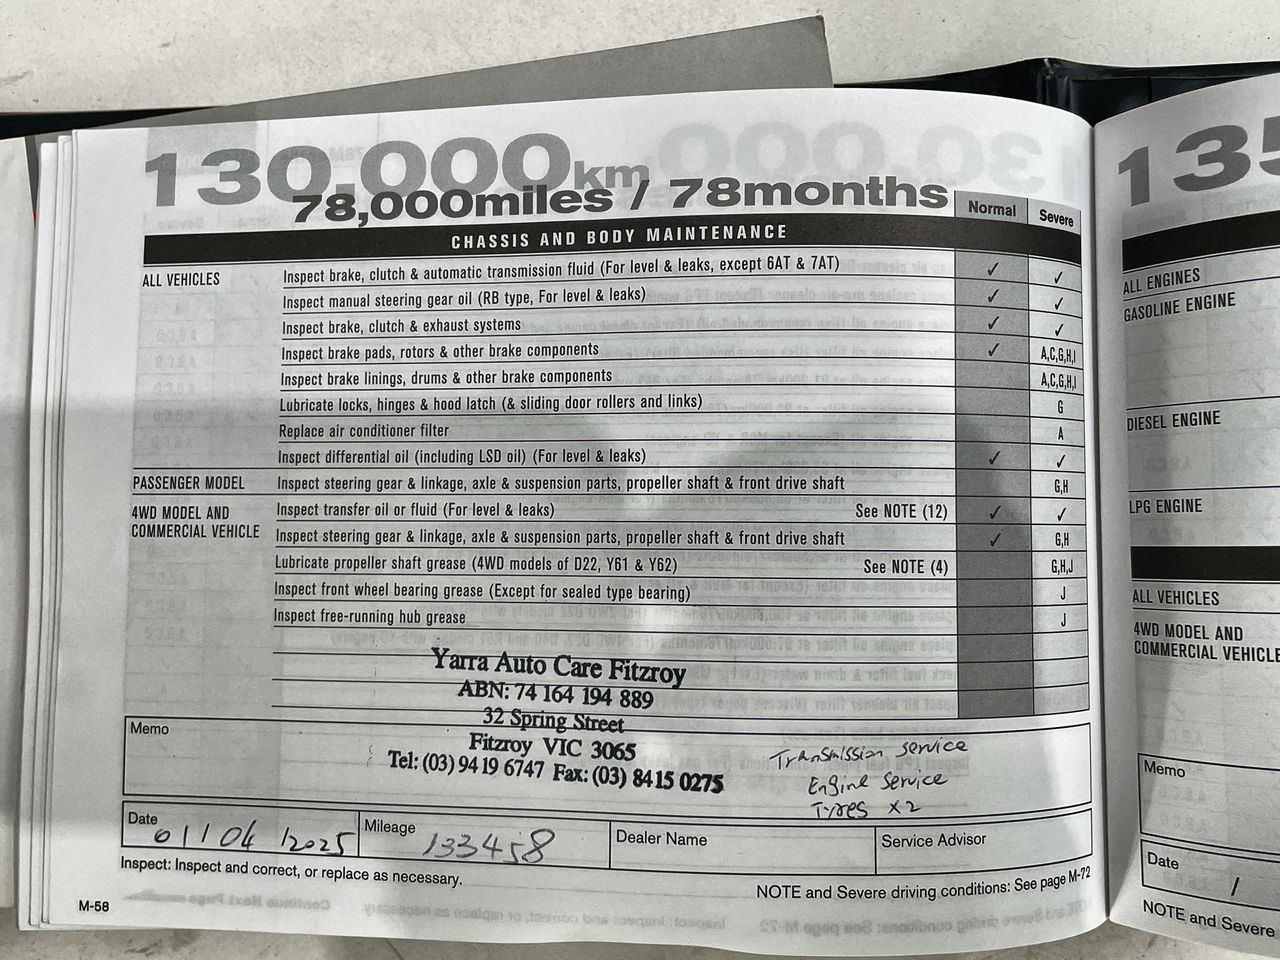 130,000km
78,000miles / 78months
Normal Severe
CHASSIS AND BODY MAINTENANCE
ALL VEHICLES Inspect brake, clutch & automatic transmission fluid (For level & leaks, except 6AT & 7AT) ✓ ✓
Inspect manual steering gear oil (RB type, For level & leaks) ✓ ✓
Inspect brake, clutch & exhaust systems ✓ ✓
Inspect brake pads, rotors & other brake components ✓ A,C,G,H,I
Inspect brake linings, drums & other brake components A,C,G,H,I
Lubricate locks, hinges & hood latch (& sliding door rollers and links) G
Replace air conditioner filter A
Inspect differential oil (including LSD oil) (For level & leaks) ✓ ✓
PASSENGER MODEL Inspect steering gear & linkage, axle & suspension parts, propeller shaft & front drive shaft G,H
4WD MODEL AND Inspect transfer oil or fluid (For level & leaks) See NOTE (12) ✓ ✓
COMMERCIAL VEHICLE Inspect steering gear & linkage, axle & suspension parts, propeller shaft & front drive shaft ✓ G,H
Lubricate propeller shaft grease (4WD models of D22, Y61 & Y62) See NOTE (4) G,H,J
Inspect front wheel bearing grease (Except for sealed type bearing) J
Inspect free-running hub grease J
Yarra Auto Care Fitzroy
ABN: 74 164 194 889
32 Spring Street
Fitzroy VIC 3065
Tel: (03) 9419 6747 Fax: (03) 8415 0275
Memo
Transmission service
Engine Service
Tyres x2
Date 01/04/2025 Mileage 133458 Dealer Name Service Advisor
Inspect: Inspect and correct, or replace as necessary.
NOTE and Severe driving conditions: See page M-72
M-58
135
ALL ENGINES
GASOLINE ENGINE
DIESEL ENGINE
LPG ENGINE
ALL VEHICLES
4WD MODEL AND
COMMERCIAL VEHICLE
Memo
Date
/
NOTE and Severe